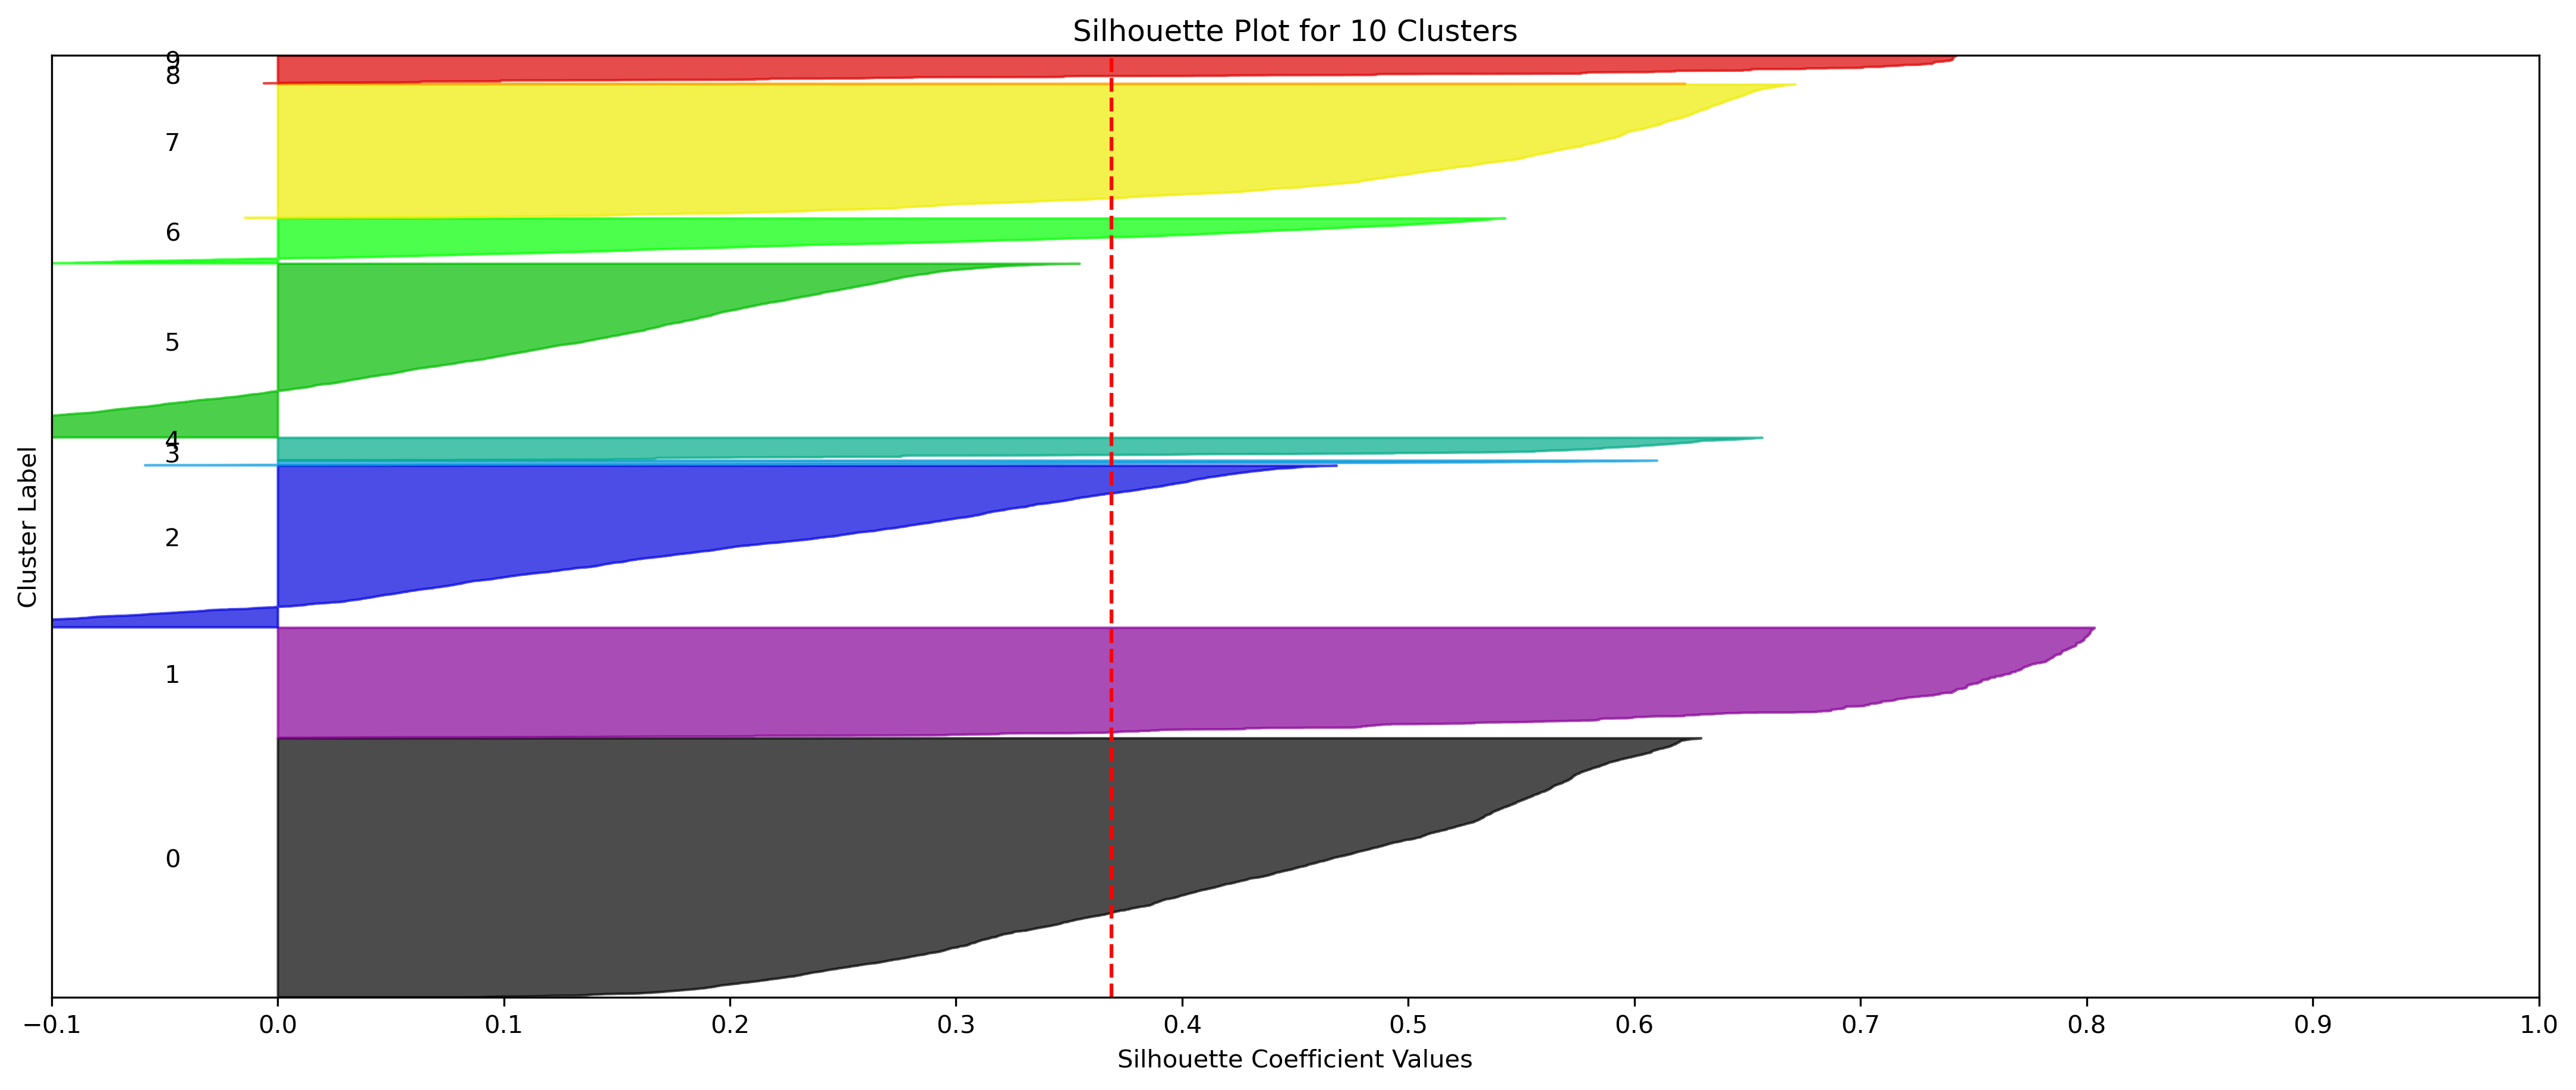 Silhouette Plot for 10 Clusters
9
8
7
6
5
4
3
2
1
0
Cluster Label
−0.1 0.0 0.1 0.2 0.3 0.4 0.5 0.6 0.7 0.8 0.9 1.0
Silhouette Coefficient Values